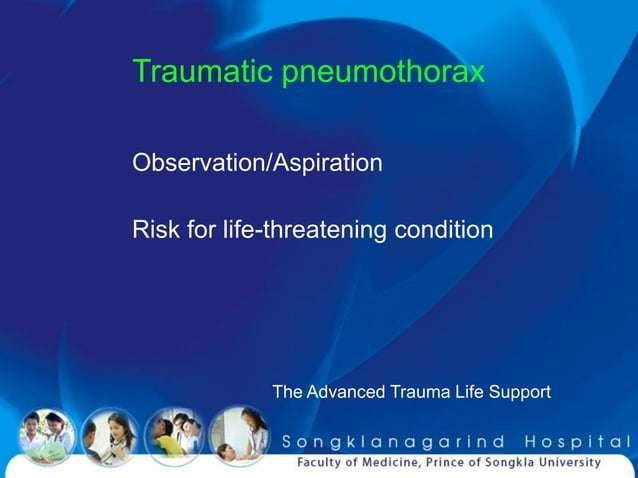 Traumatic pneumothorax
Observation/Aspiration
Risk for life-threatening condition
The Advanced Trauma Life Support
Songklanagarind Hospital
Faculty of Medicine, Prince of Songkla University